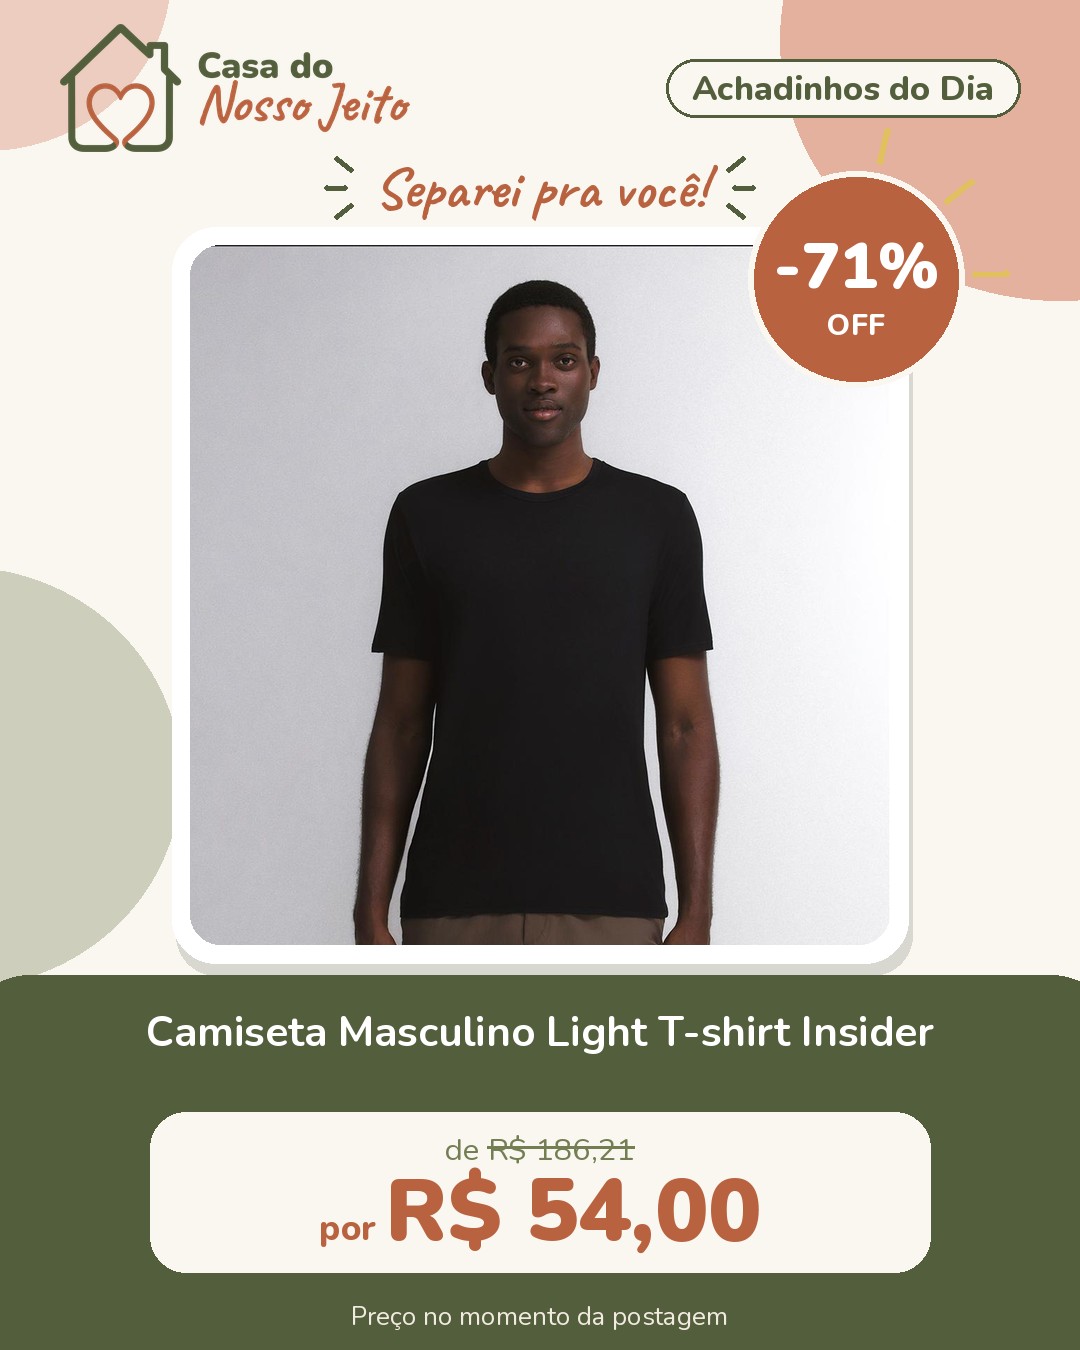 Casa do
Nosso Jeito
Achadinhos do Dia
Separei pra você!
-71%
OFF
Camiseta Masculino Light T-shirt Insider
de R$ 186,21
por R$ 54,00
Preço no momento da postagem